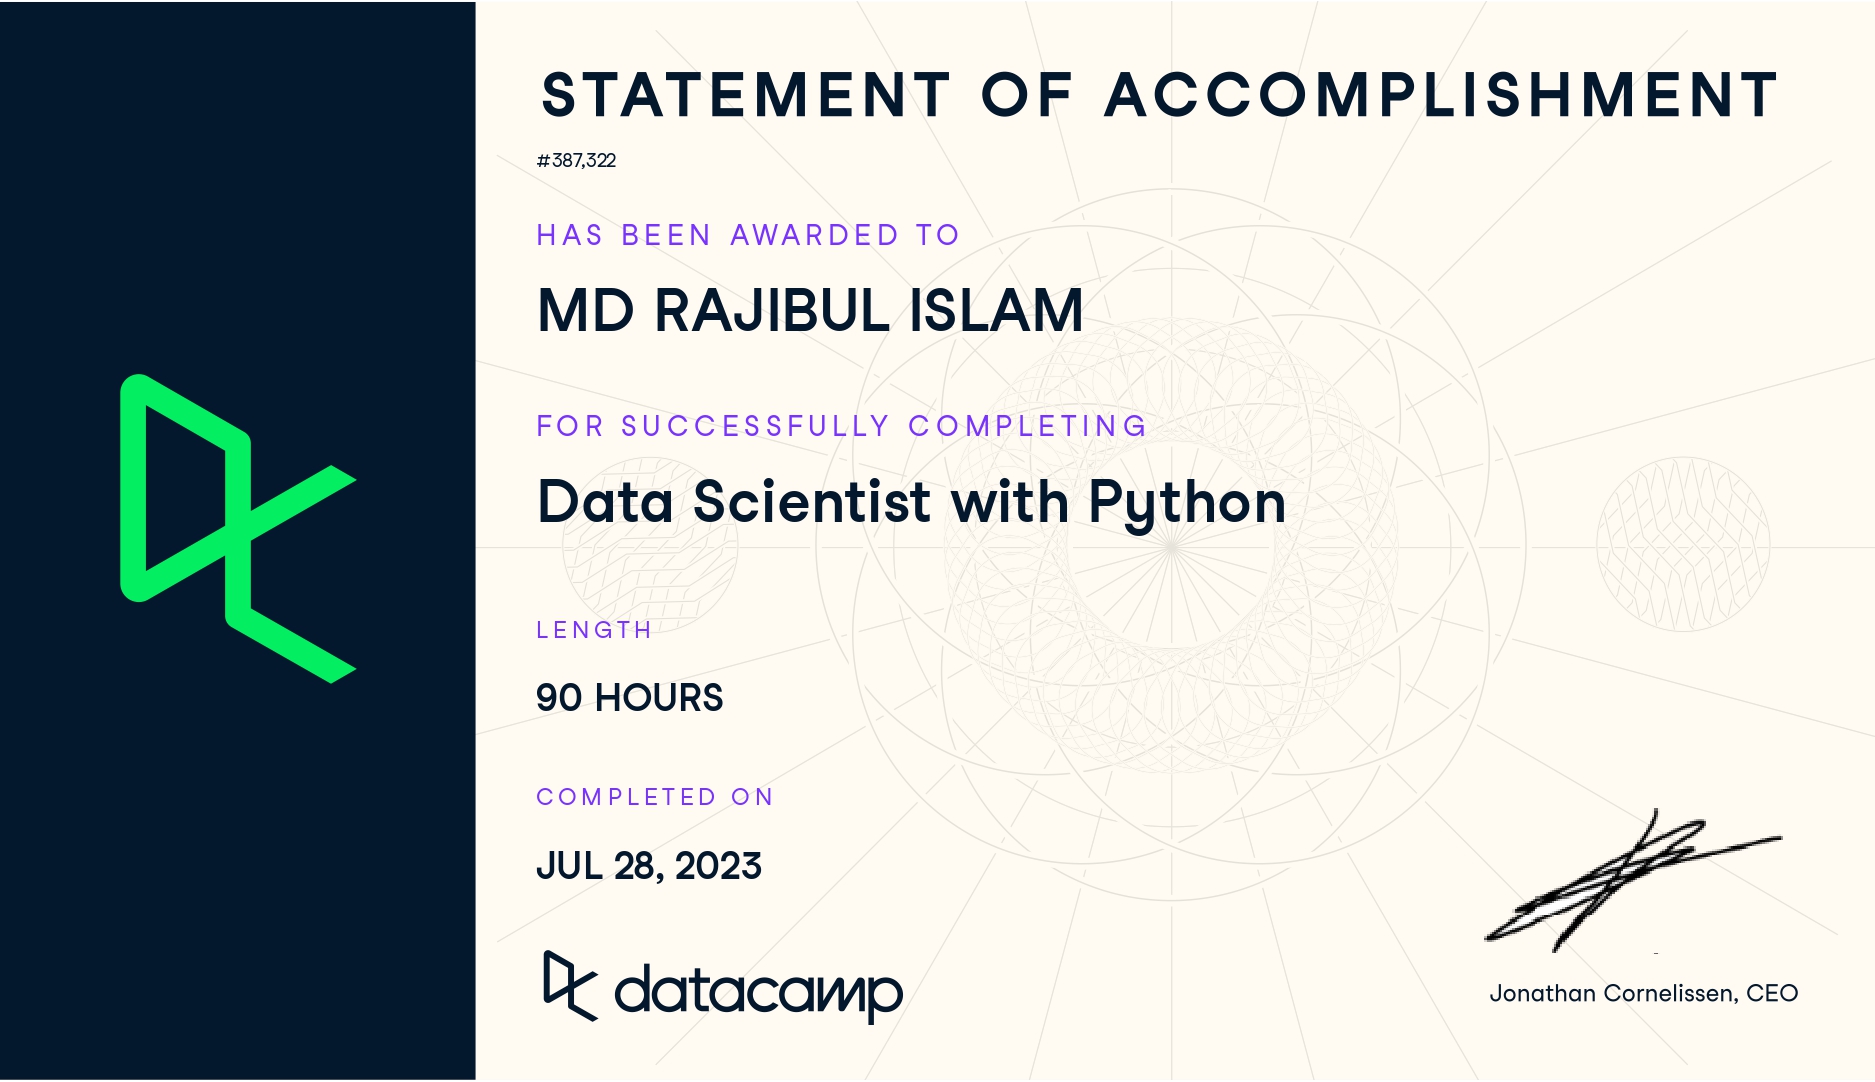 STATEMENT OF ACCOMPLISHMENT
#387,322
HAS BEEN AWARDED TO
MD RAJIBUL ISLAM
FOR SUCCESSFULLY COMPLETING
Data Scientist with Python
LENGTH
90 HOURS
COMPLETED ON
JUL 28, 2023
datacamp
Jonathan Cornelissen, CEO